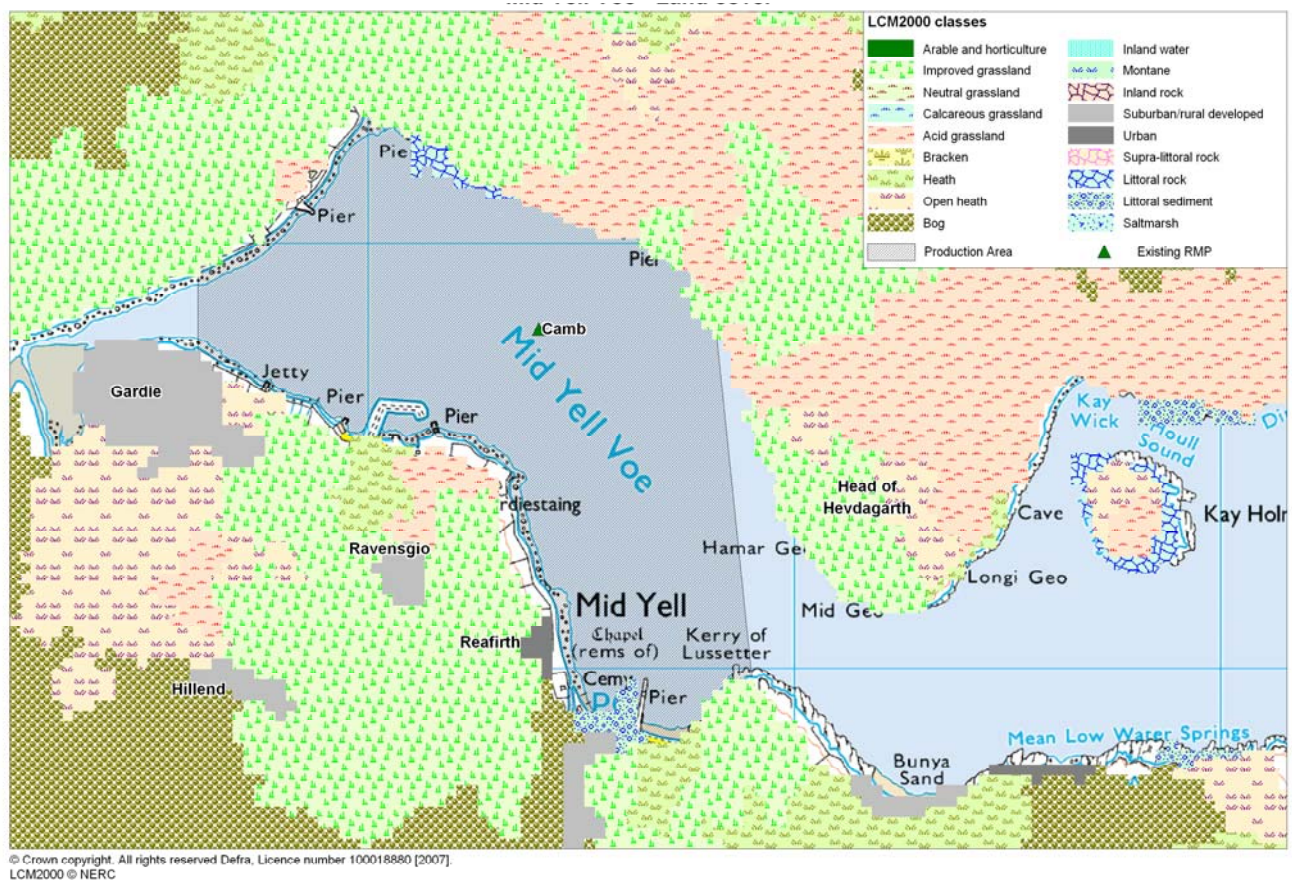 LCM2000 classes
Arable and horticulture
Improved grassland
Neutral grassland
Calcareous grassland
Acid grassland
Bracken
Heath
Open heath
Bog
Production Area
Inland water
Montane
Inland rock
Suburban/rural developed
Urban
Supra-littoral rock
Littoral rock
Littoral sediment
Saltmarsh
Existing RMP
Pie
Pier
Pier
Camb
Mid Yell Voe
Gardie
Jetty
Pier
Pier
Kay
Wick
Houll
Sound
Di
Head of
Hevdagarth
Cave
Kay Holm
rdiestaing
Ravensgio
Hamar Geo
Longi Geo
Mid Geo
Mid Yell
Reafirth
Chapel
(rems of)
Kerry of
Lussetter
Hillend
Cemy
Pier
Mean Low Water Springs
Bunya
Sand
© Crown copyright. All rights reserved Defra, Licence number 100018880 [2007].
LCM2000 © NERC